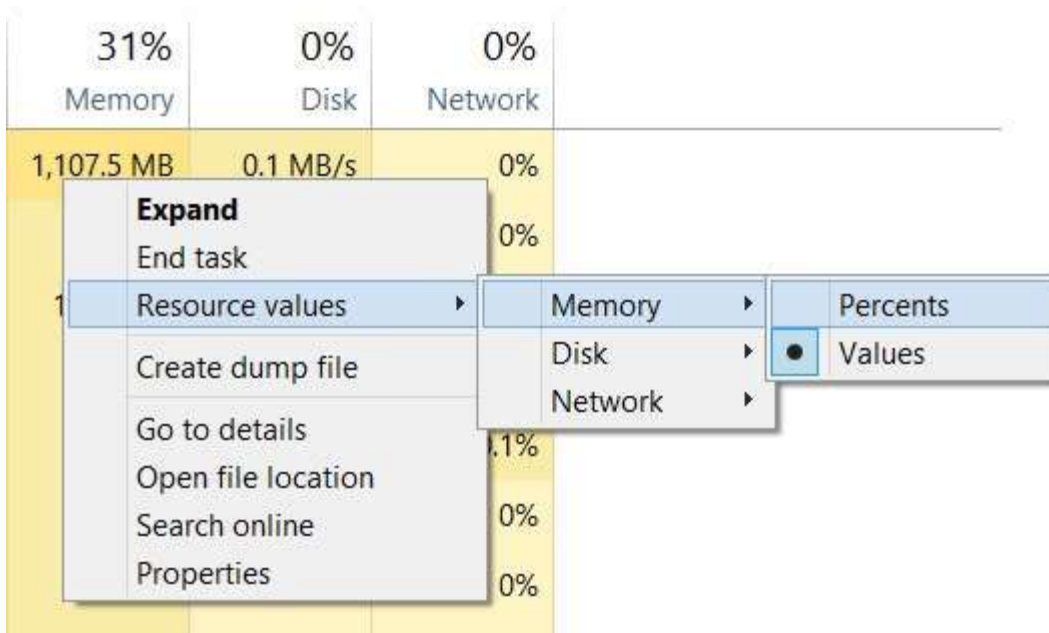 31% 0% 0%
Memory Disk Network
1,107.5 MB 0.1 MB/s 0%
Expand
0%
End task
1 Resource values Memory Percents
Create dump file Disk Values
Network
Go to details
.1%
Open file location
Search online 0%
Properties 0%